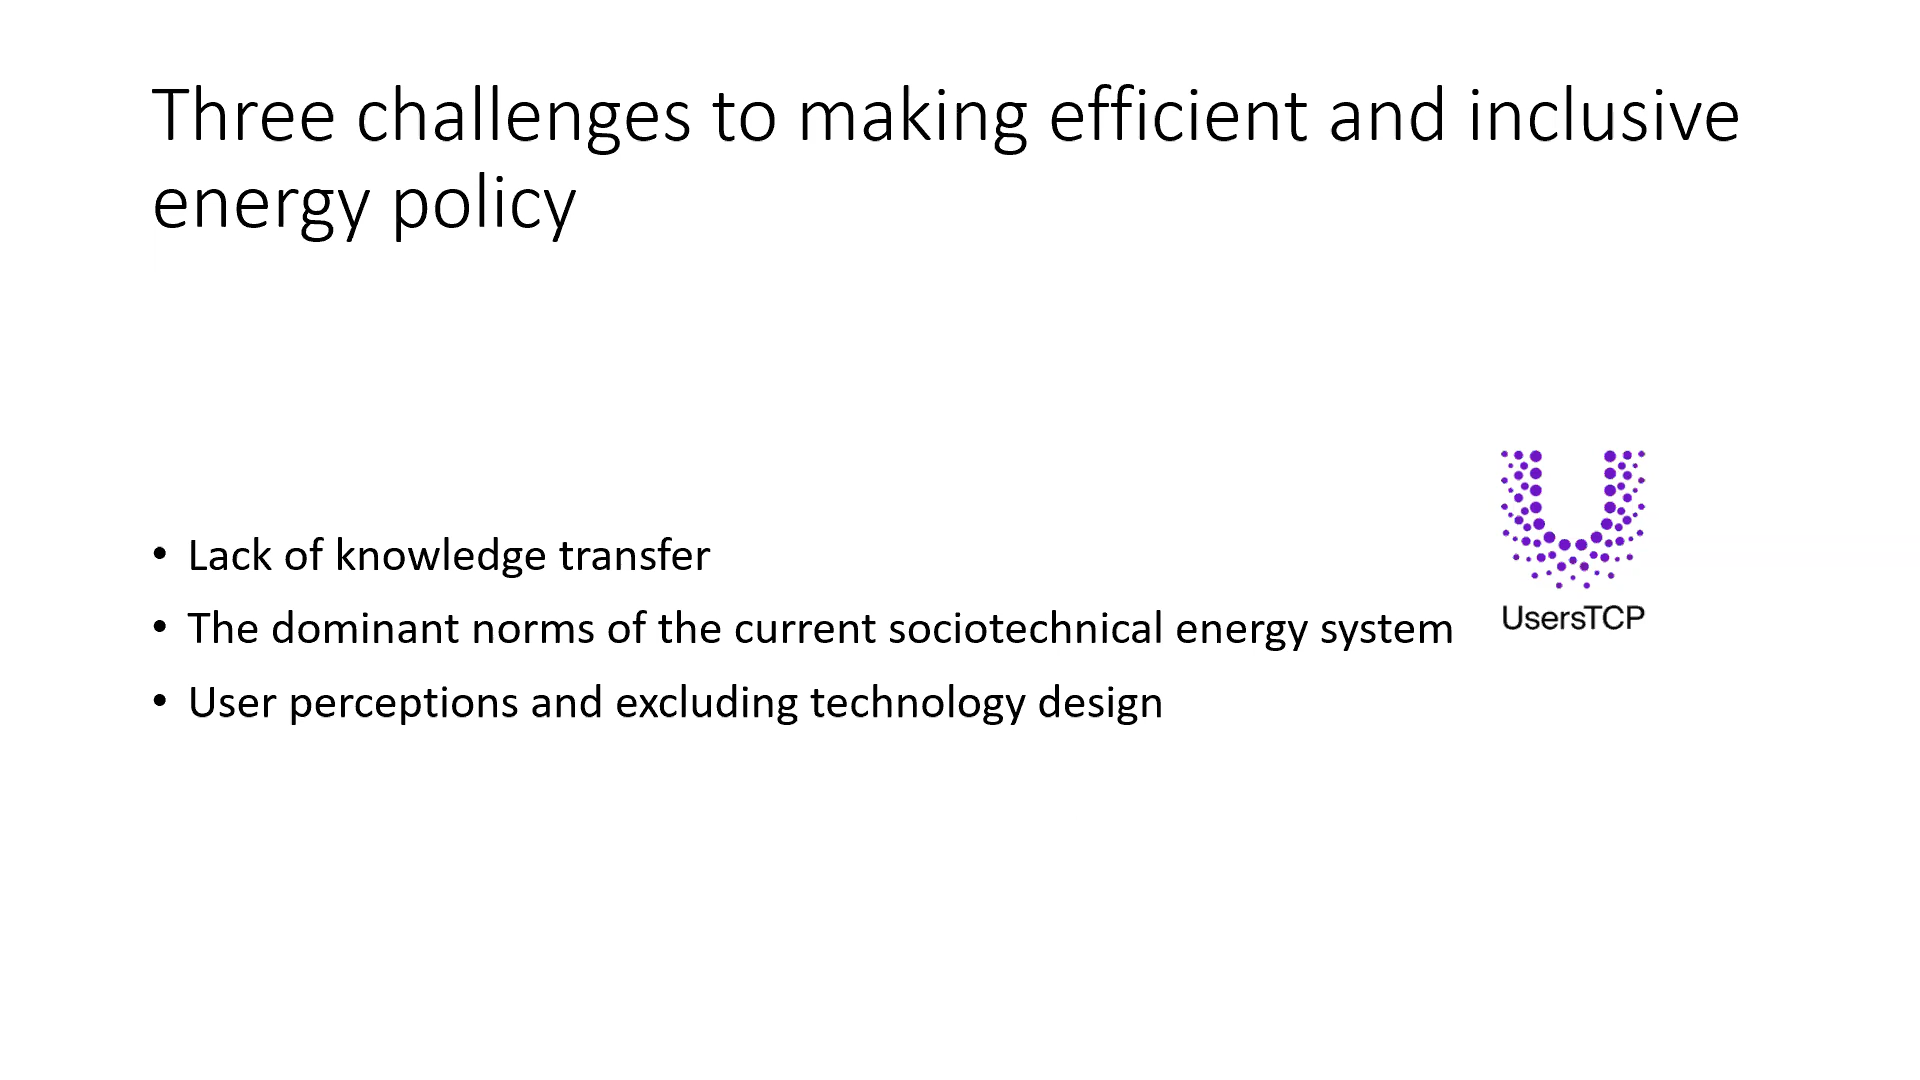 Three challenges to making efficient and inclusive
energy policy
• Lack of knowledge transfer
• The dominant norms of the current sociotechnical energy system
• User perceptions and excluding technology design
UsersTCP